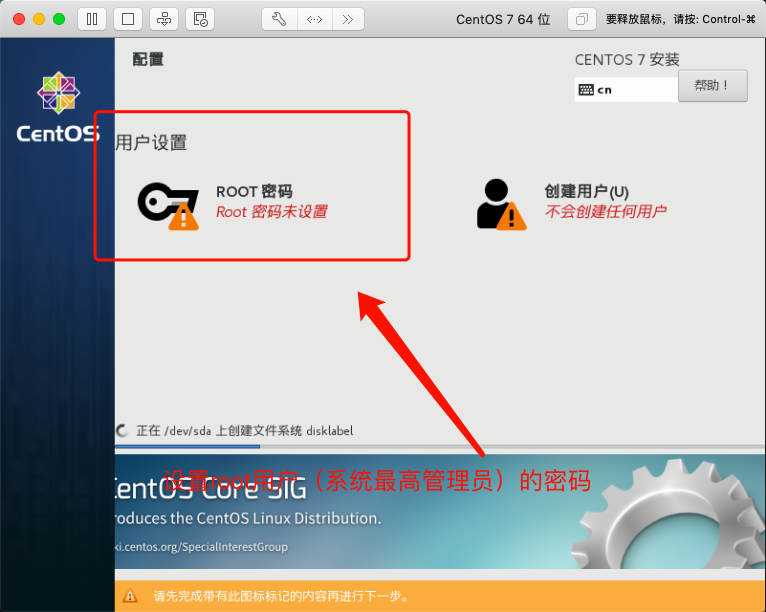 CentOS 7 64 位
要释放鼠标，请按: Control-⌘
CentOS
配置
CENTOS 7 安装
cn
帮助！
用户设置
ROOT 密码
Root 密码未设置
创建用户(U)
不会创建任何用户
正在 /dev/sda 上创建文件系统 disklabel
设置root用户（系统最高管理员）的密码
entOS Core SIG
roduces the CentOS Linux Distribution.
ki.centos.org/SpecialInterestGroup
请先完成带有此图标标记的内容再进行下一步。